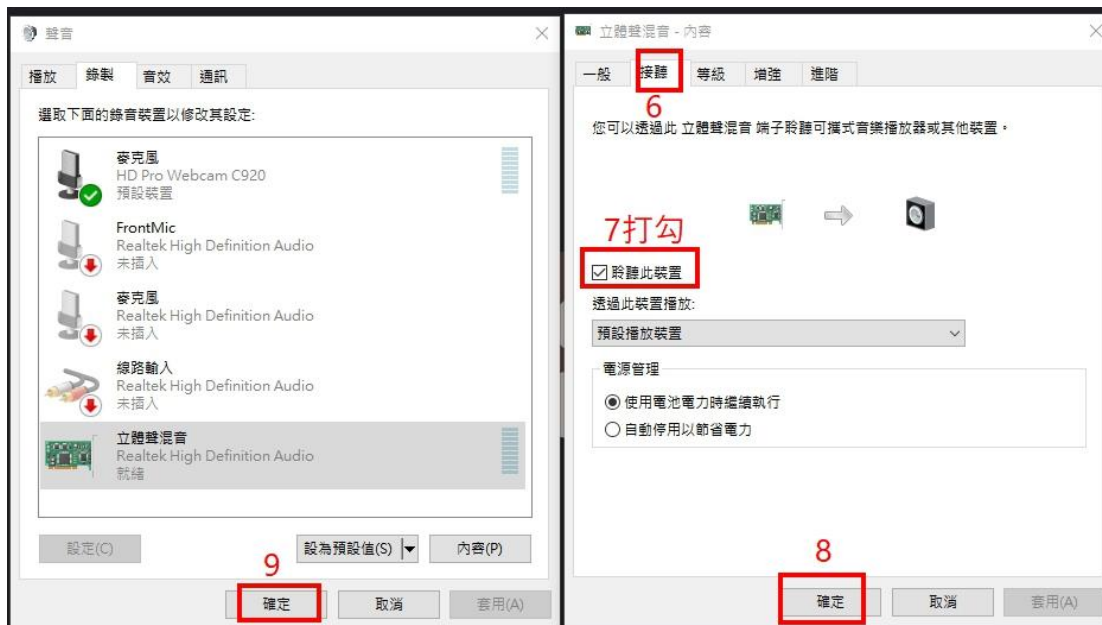 聲音
播放 錄製 音效 通訊
選取下面的錄音裝置以修改其設定:
麥克風
HD Pro Webcam C920
預設裝置
FrontMic
Realtek High Definition Audio
未插入
麥克風
Realtek High Definition Audio
未插入
線路輸入
Realtek High Definition Audio
未插入
立體聲混音
Realtek High Definition Audio
就緒
設定(C) 設為預設值(S) 內容(P)
9
確定 取消 套用(A)
立體聲混音 - 內容
一般 接聽 等級 增強 進階
6
您可以透過此 立體聲混音 端子聆聽可攜式音樂播放器或其他裝置。
7打勾
聆聽此裝置
透過此裝置播放:
預設播放裝置
電源管理
使用電池電力時繼續執行
自動停用以節省電力
8
確定 取消 套用(A)